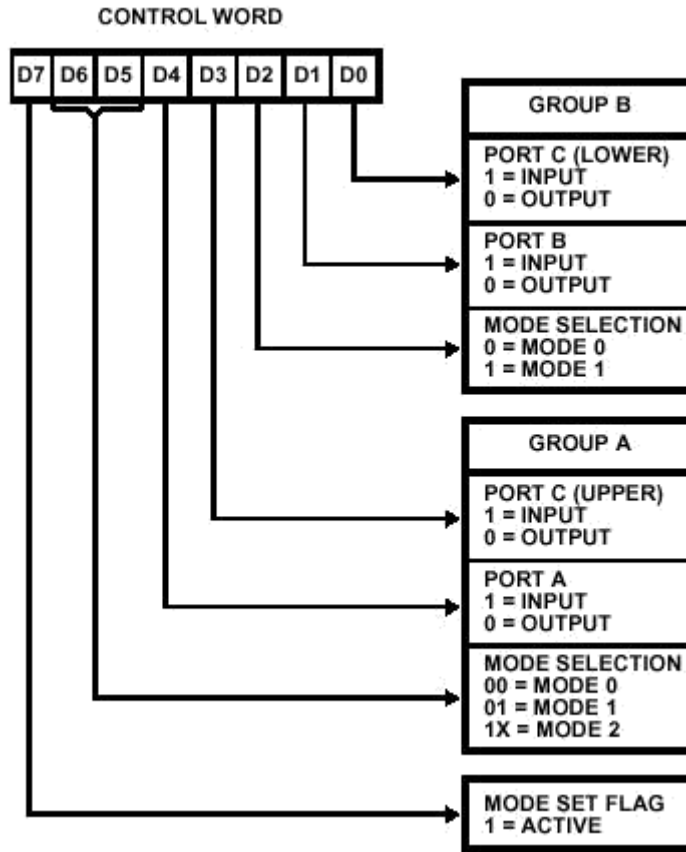 CONTROL WORD
D7 D6 D5 D4 D3 D2 D1 D0
GROUP B
PORT C (LOWER)
1 = INPUT
0 = OUTPUT
PORT B
1 = INPUT
0 = OUTPUT
MODE SELECTION
0 = MODE 0
1 = MODE 1
GROUP A
PORT C (UPPER)
1 = INPUT
0 = OUTPUT
PORT A
1 = INPUT
0 = OUTPUT
MODE SELECTION
00 = MODE 0
01 = MODE 1
1X = MODE 2
MODE SET FLAG
1 = ACTIVE